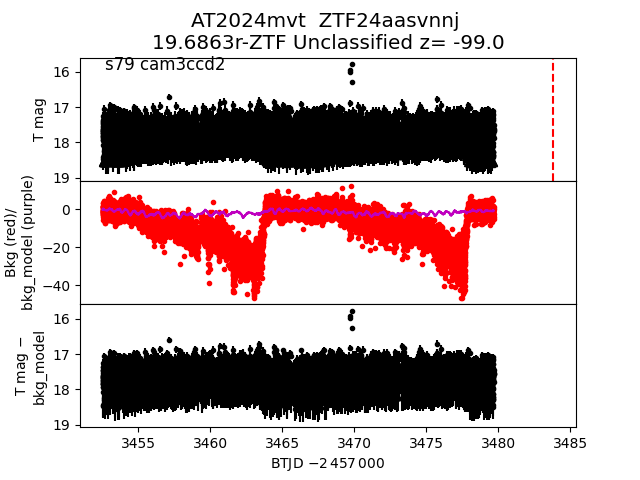 AT2024mvt  ZTF24aasvnnj
19.6863r-ZTF Unclassified z= -99.0
s79 cam3ccd2
T mag
16
17
18
19
Bkg (red)/
bkg_model (purple)
0
−20
−40
T mag −
bkg_model
16
17
18
19
3455 3460 3465 3470 3475 3480 3485
BTJD −2 457 000